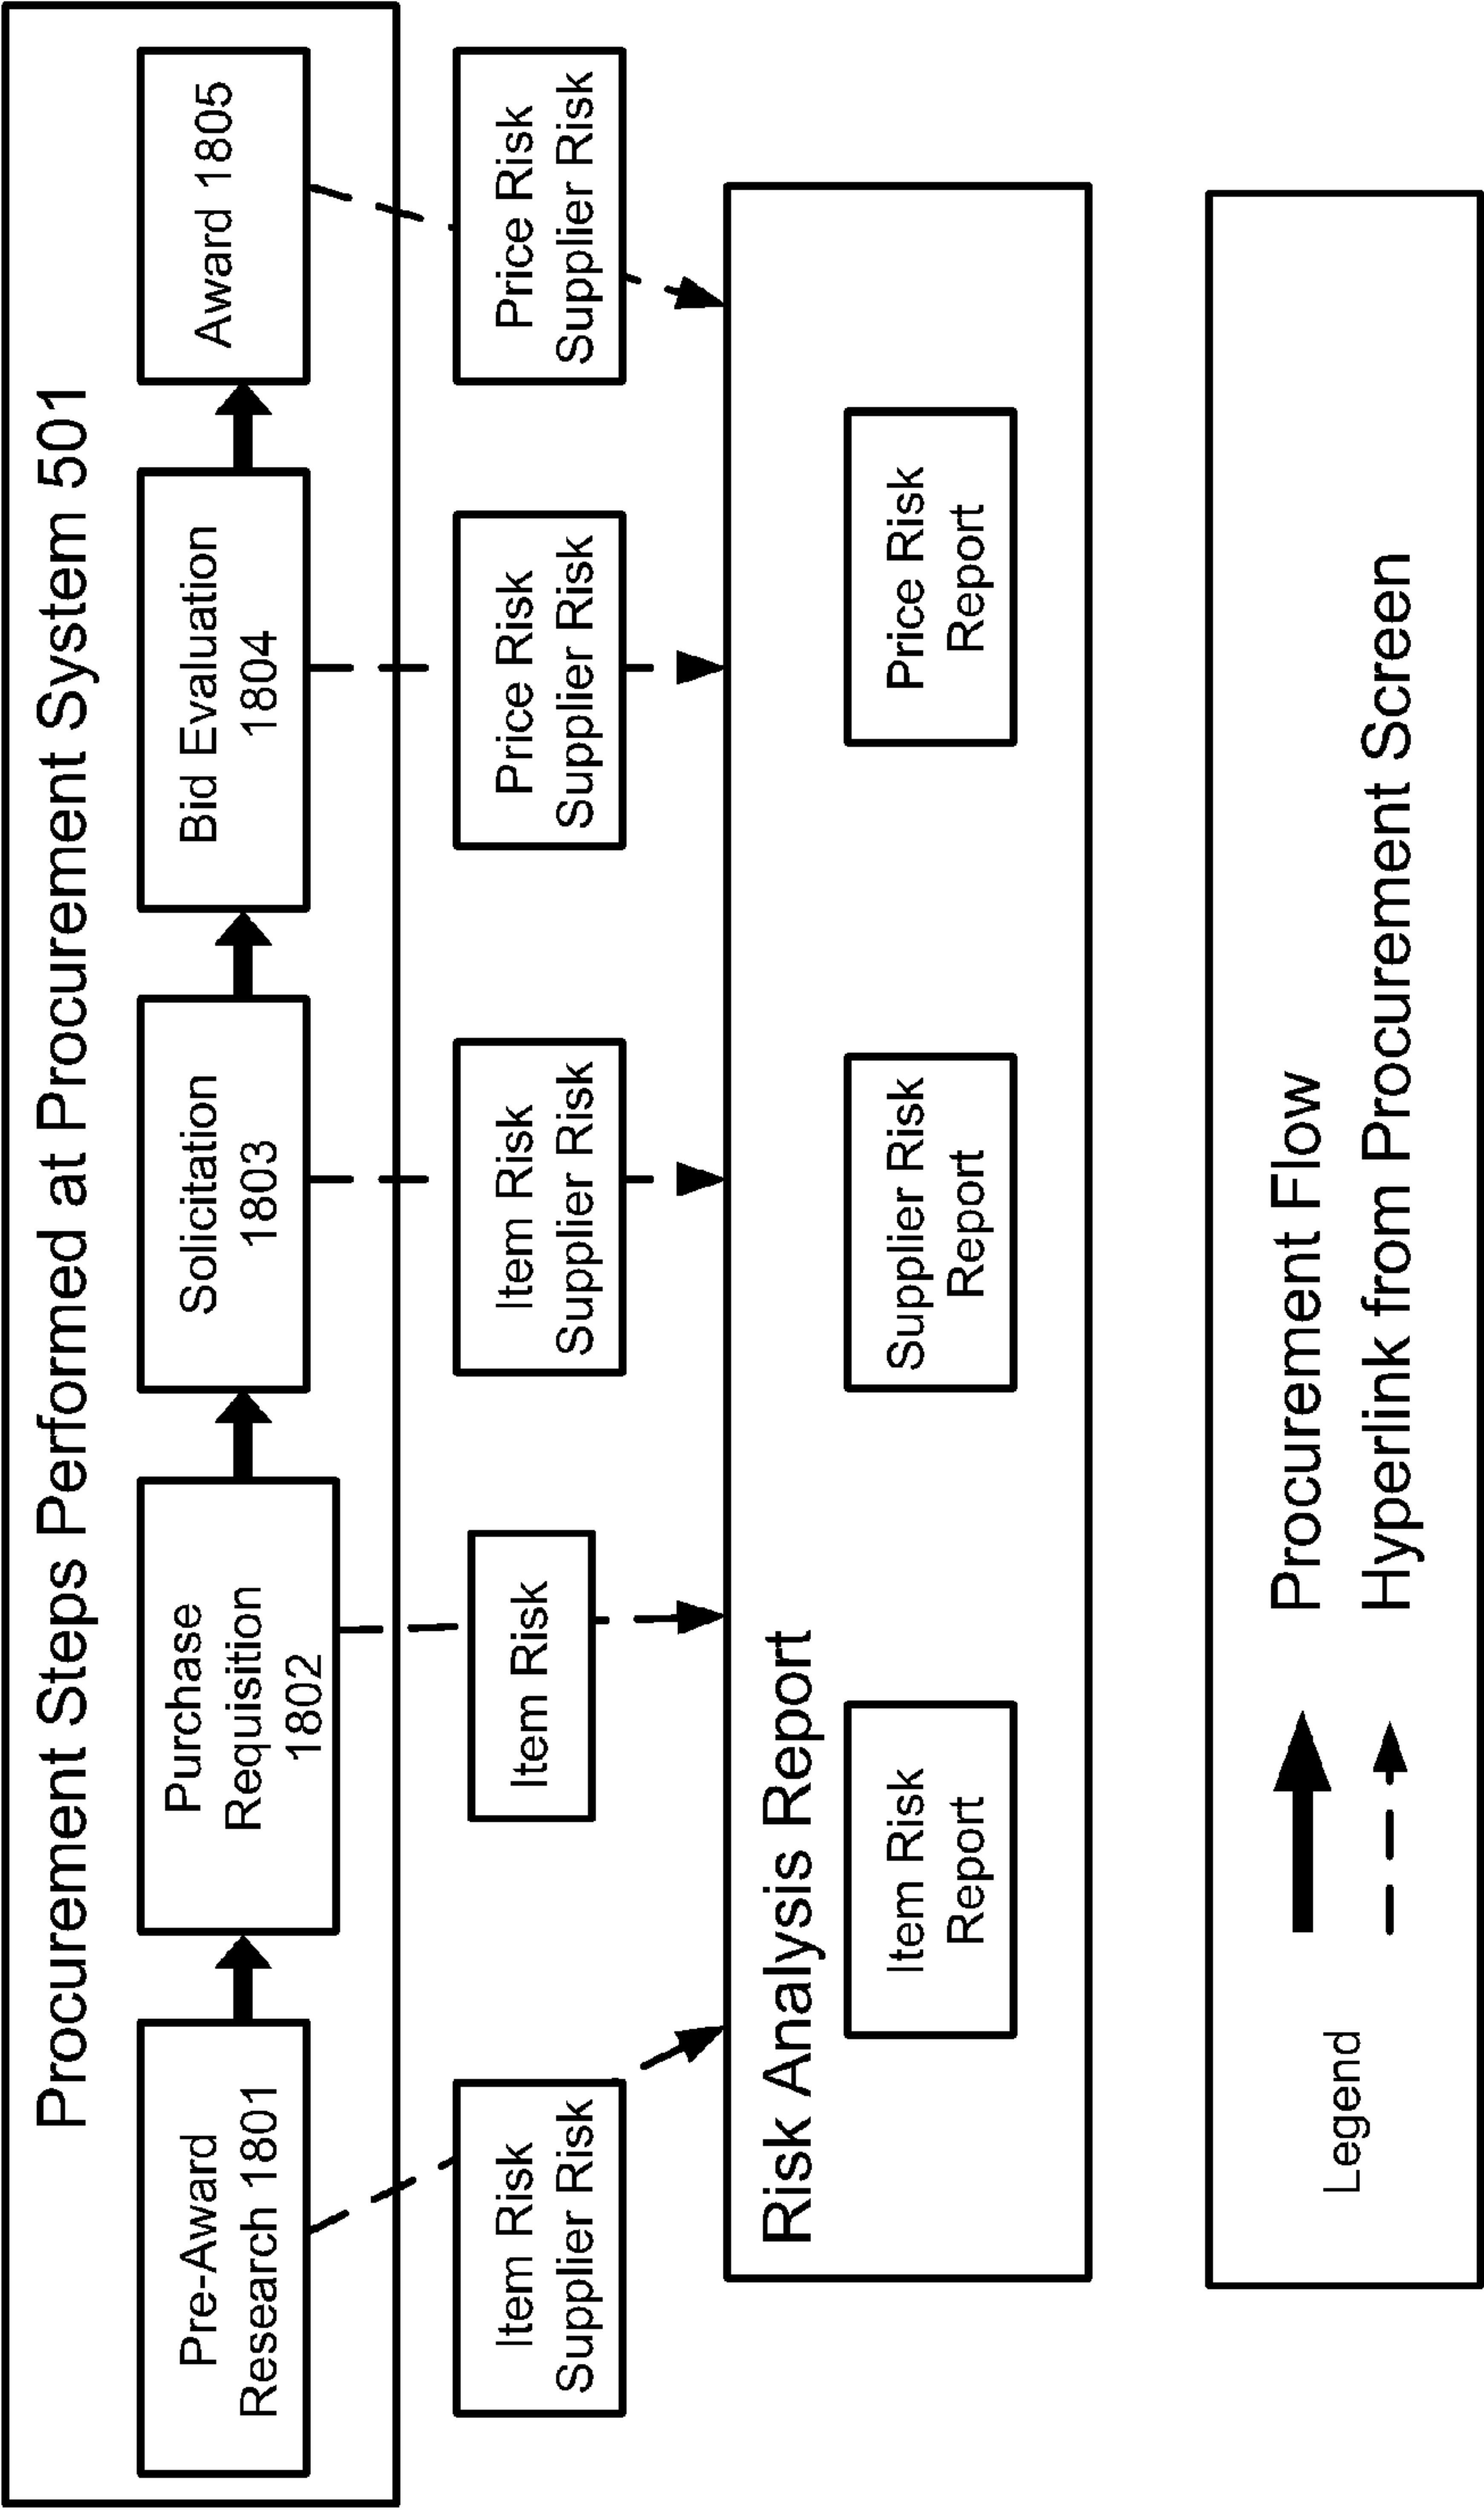 Procurement Steps Performed at Procurement System 501
Pre-Award
Research 1801
Purchase
Requisition
1802
Solicitation
1803
Bid Evaluation
1804
Award 1805
Item Risk
Supplier Risk
Item Risk
Item Risk
Supplier Risk
Price Risk
Supplier Risk
Price Risk
Supplier Risk
Risk Analysis Report
Item Risk
Report
Supplier Risk
Report
Price Risk
Report
Legend
Procurement Flow
Hyperlink from Procurement Screen